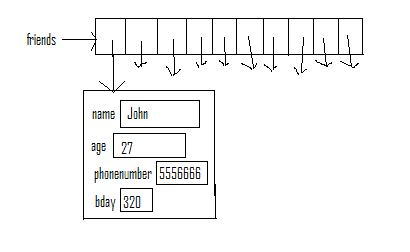 friends
name John
age 27
phonenumber 5556666
bday 320